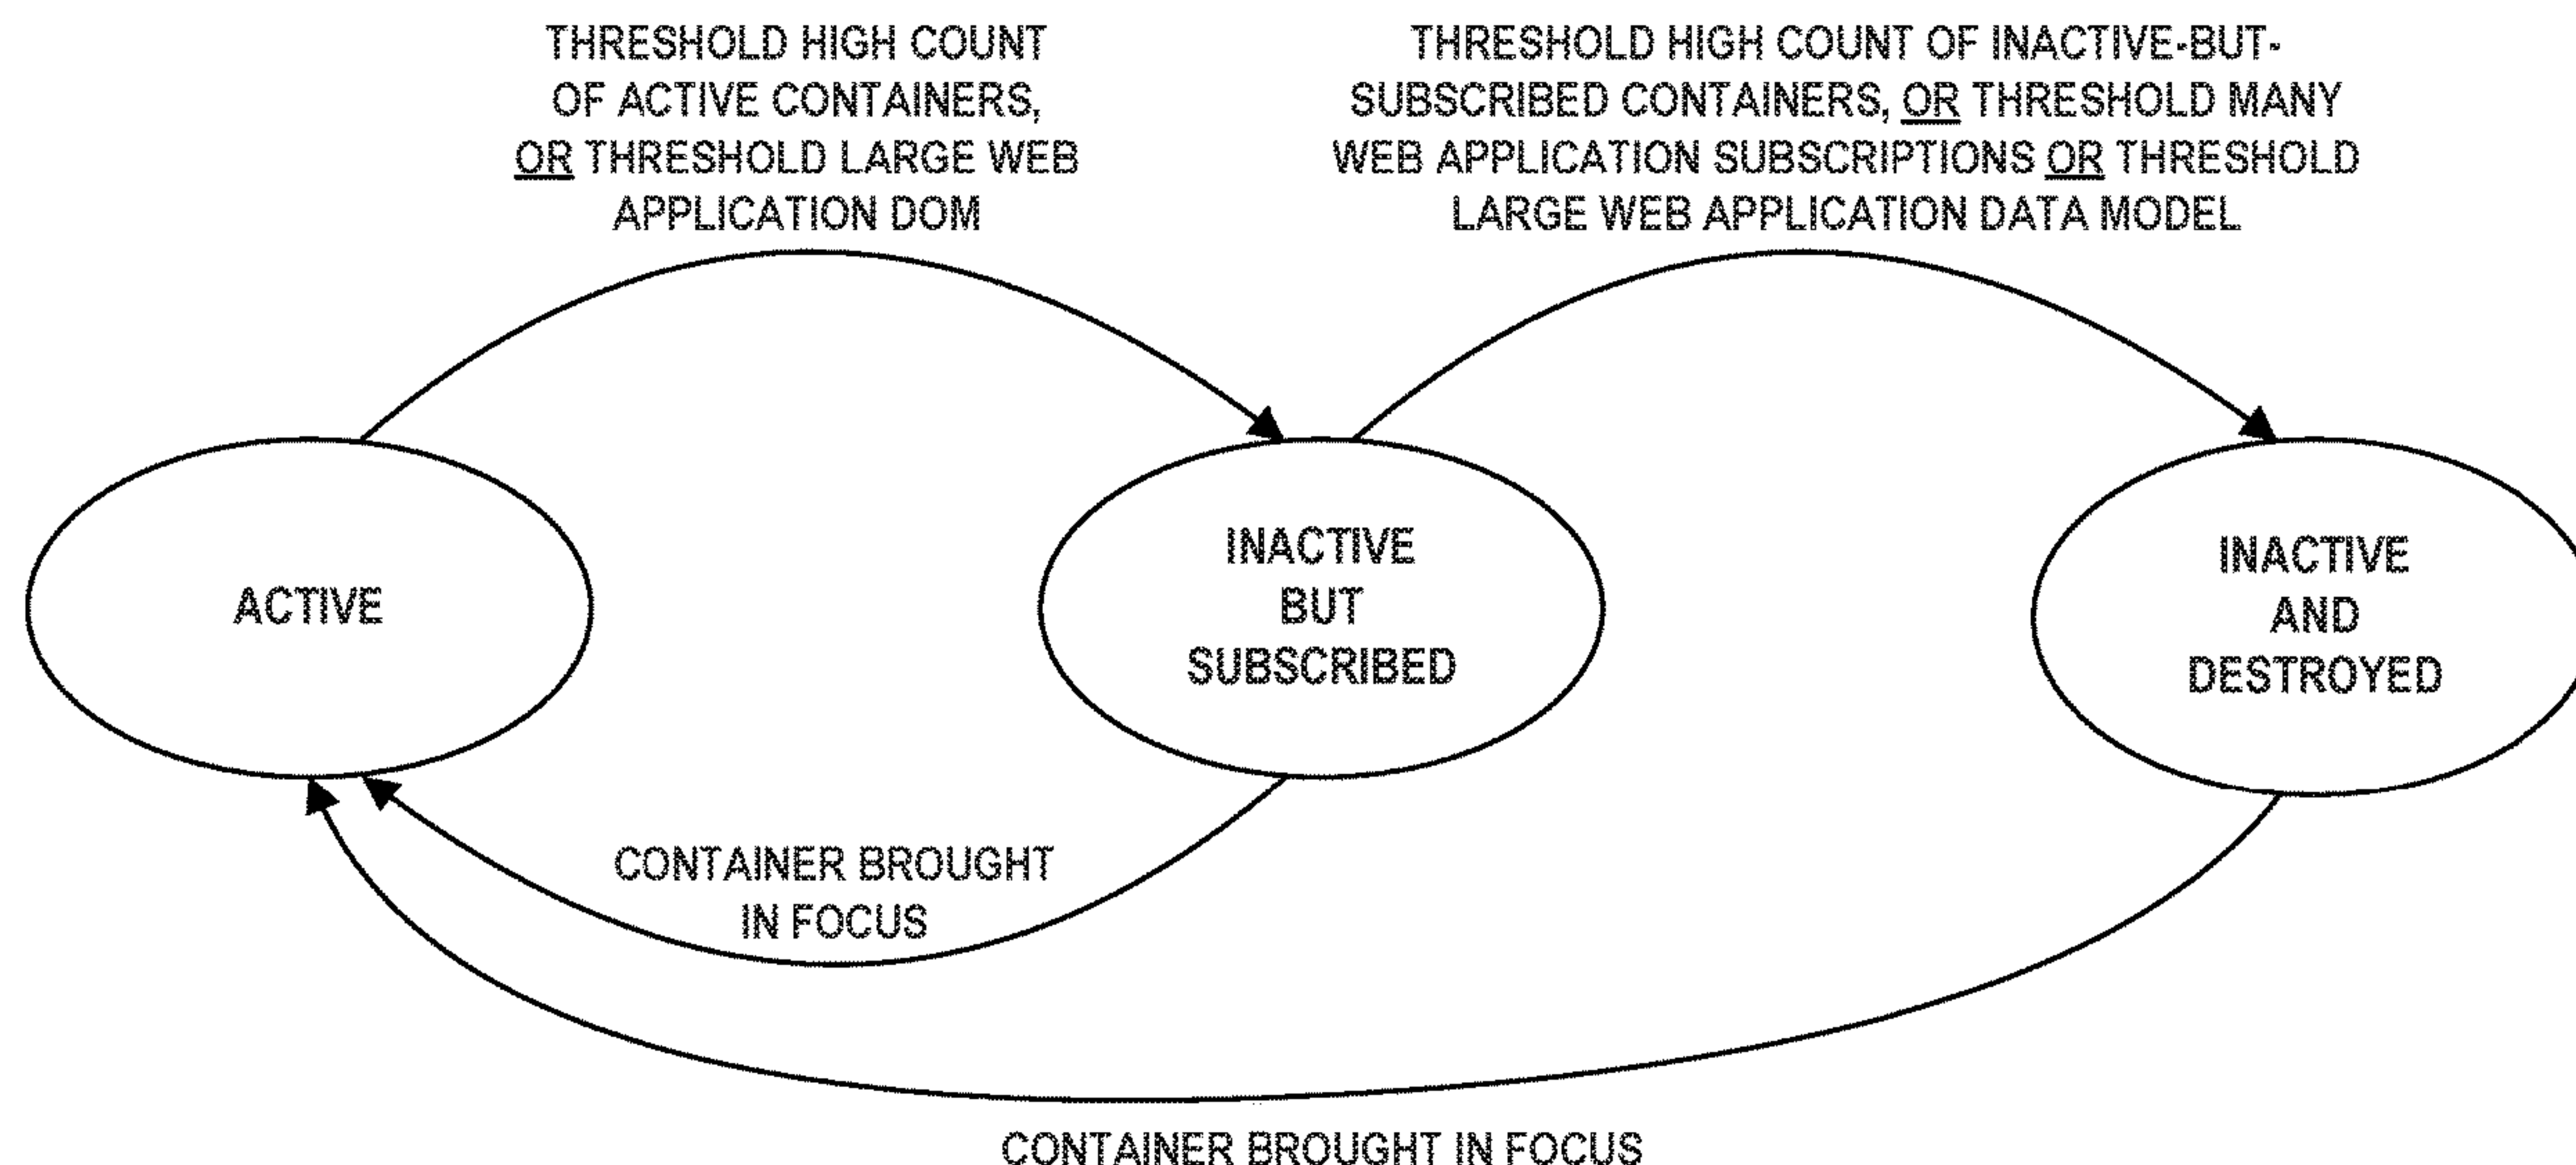 THRESHOLD HIGH COUNT
OF ACTIVE CONTAINERS,
OR THRESHOLD LARGE WEB
APPLICATION DOM
THRESHOLD HIGH COUNT OF INACTIVE-BUT-
SUBSCRIBED CONTAINERS, OR THRESHOLD MANY
WEB APPLICATION SUBSCRIPTIONS OR THRESHOLD
LARGE WEB APPLICATION DATA MODEL
ACTIVE
INACTIVE
BUT
SUBSCRIBED
INACTIVE
AND
DESTROYED
CONTAINER BROUGHT
IN FOCUS
CONTAINER BROUGHT IN FOCUS